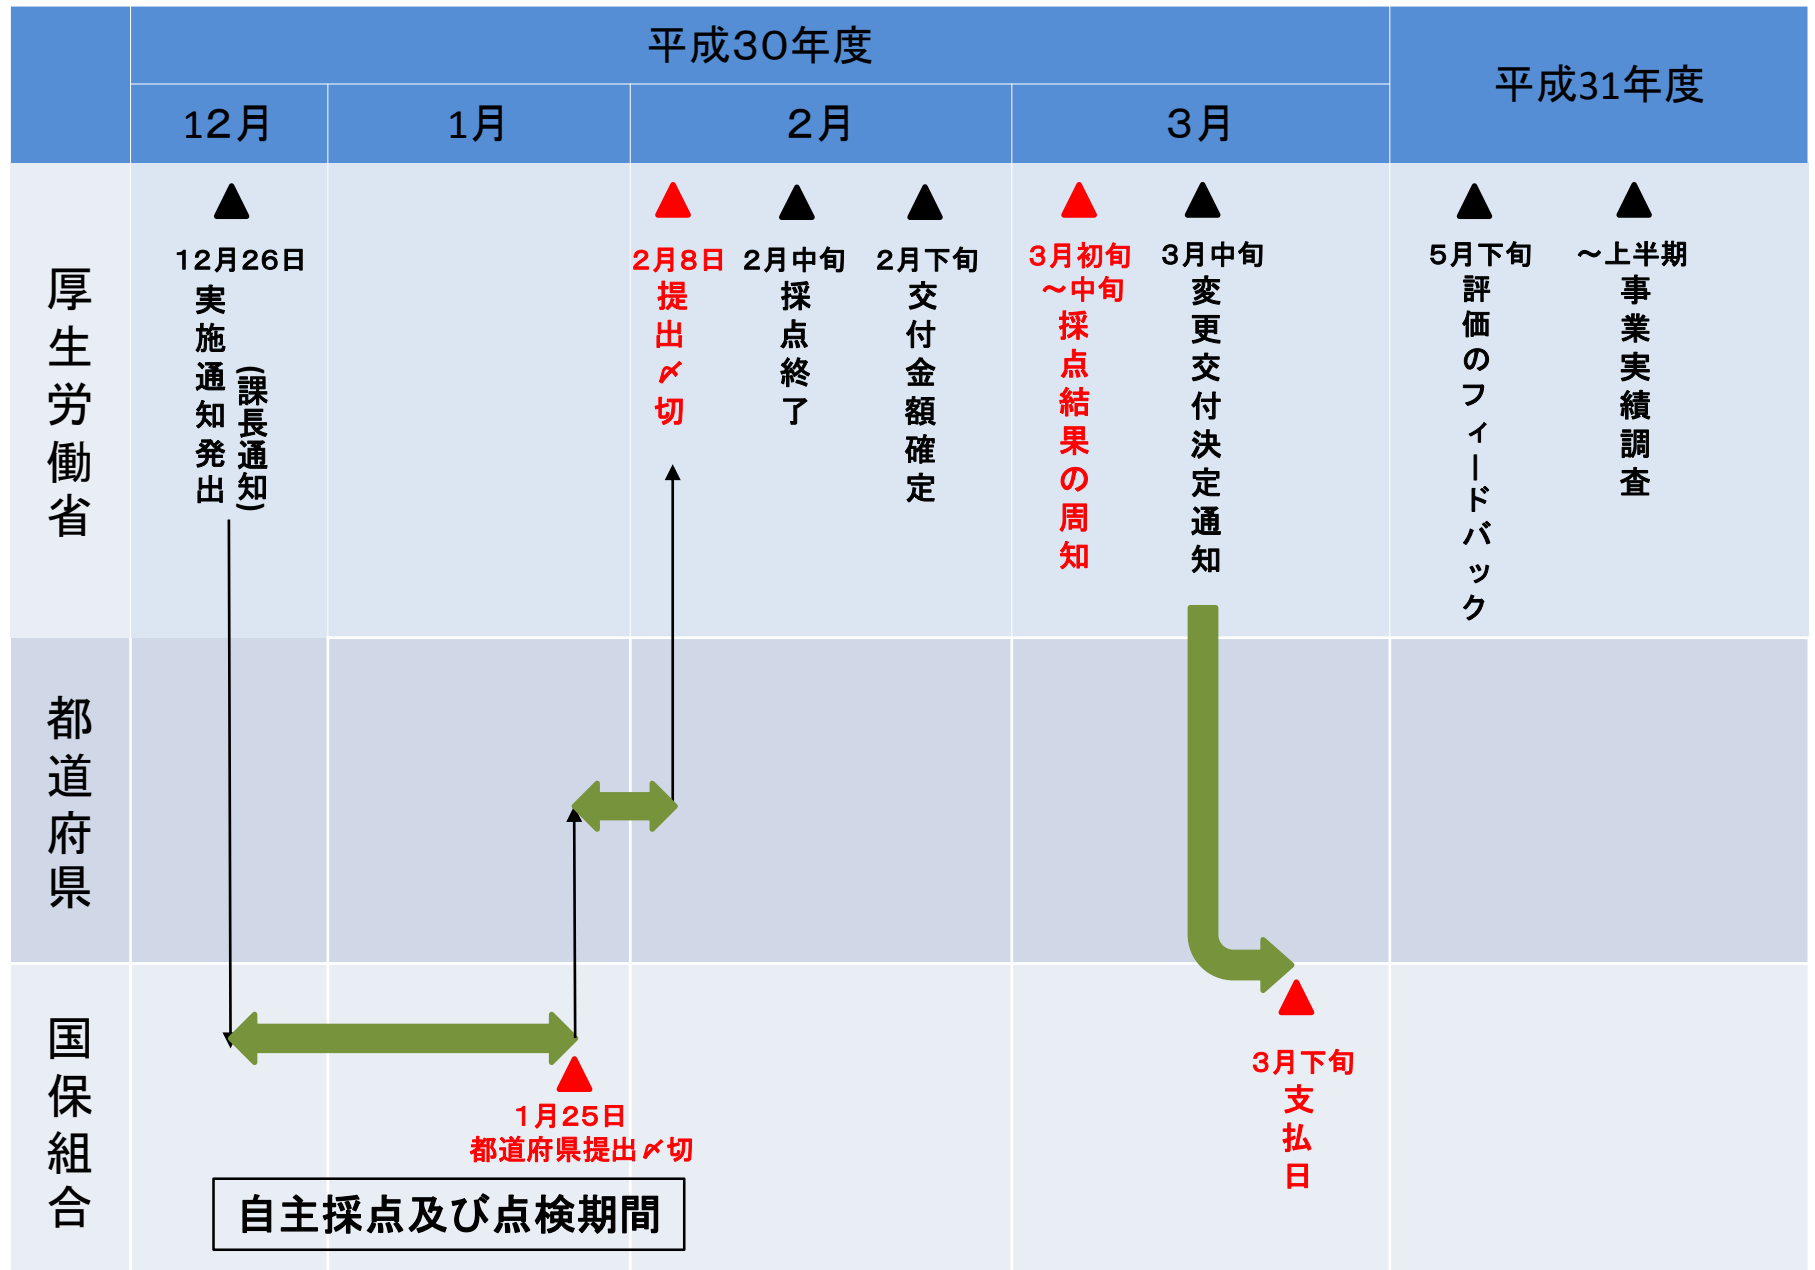 平成30年度
平成31年度
12月
1月
2月
3月
厚生労働省
12月26日
実施通知発出
(課長通知)
2月8日
提出〆切
2月中旬
採点終了
2月下旬
交付金額確定
3月初旬
～中旬
採点結果の周知
3月中旬
変更交付決定通知
5月下旬
評価のフィードバック
～上半期
事業実績調査
都道府県
国保組合
1月25日
都道府県提出〆切
3月下旬
支払日
自主採点及び点検期間